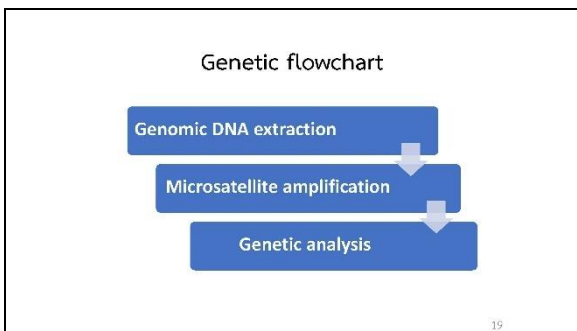 Genetic flowchart
Genomic DNA extraction
Microsatellite amplification
Genetic analysis
19